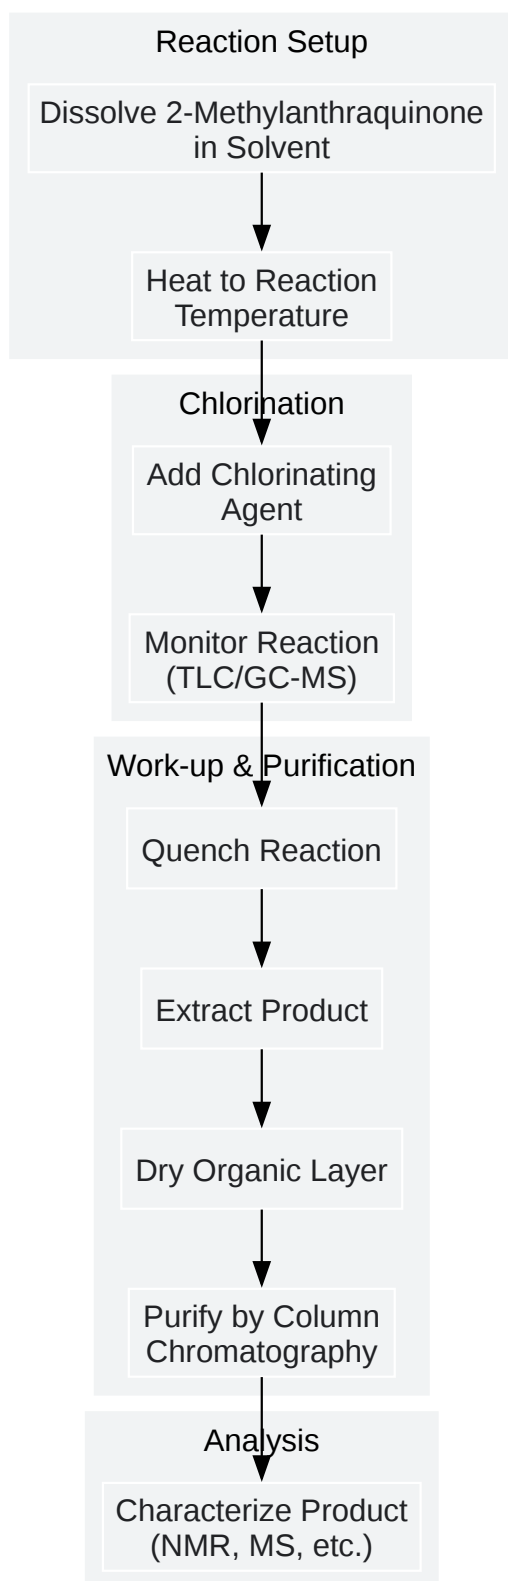 Reaction Setup
Dissolve 2-Methylanthraquinone
in Solvent
Heat to Reaction
Temperature
Chlorination
Add Chlorinating
Agent
Monitor Reaction
(TLC/GC-MS)
Work-up & Purification
Quench Reaction
Extract Product
Dry Organic Layer
Purify by Column
Chromatography
Analysis
Characterize Product
(NMR, MS, etc.)